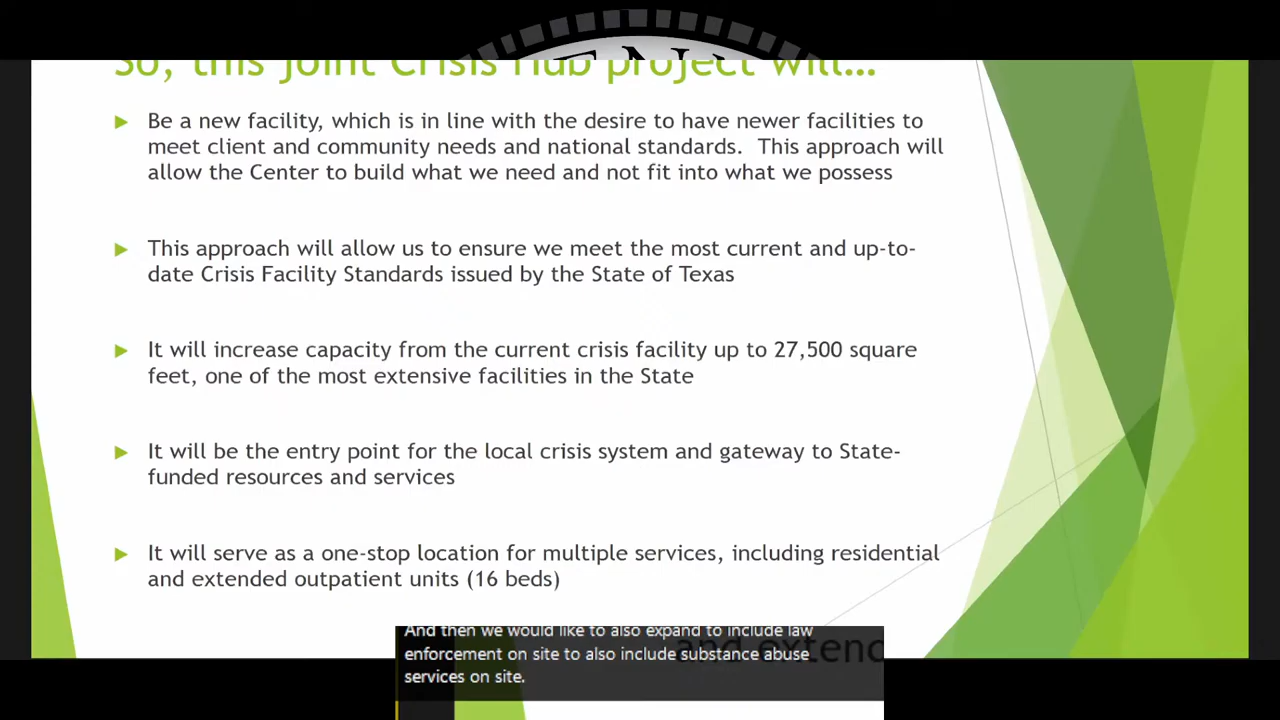 So, this Joint Crisis Hub project will…
Be a new facility, which is in line with the desire to have newer facilities to
meet client and community needs and national standards.  This approach will
allow the Center to build what we need and not fit into what we possess
This approach will allow us to ensure we meet the most current and up-to-
date Crisis Facility Standards issued by the State of Texas
It will increase capacity from the current crisis facility up to 27,500 square
feet, one of the most extensive facilities in the State
It will be the entry point for the local crisis system and gateway to State-
funded resources and services
It will serve as a one-stop location for multiple services, including residential
and extended outpatient units (16 beds)
And then we would like to also expand to include law
enforcement on site to also include substance abuse
services on site.